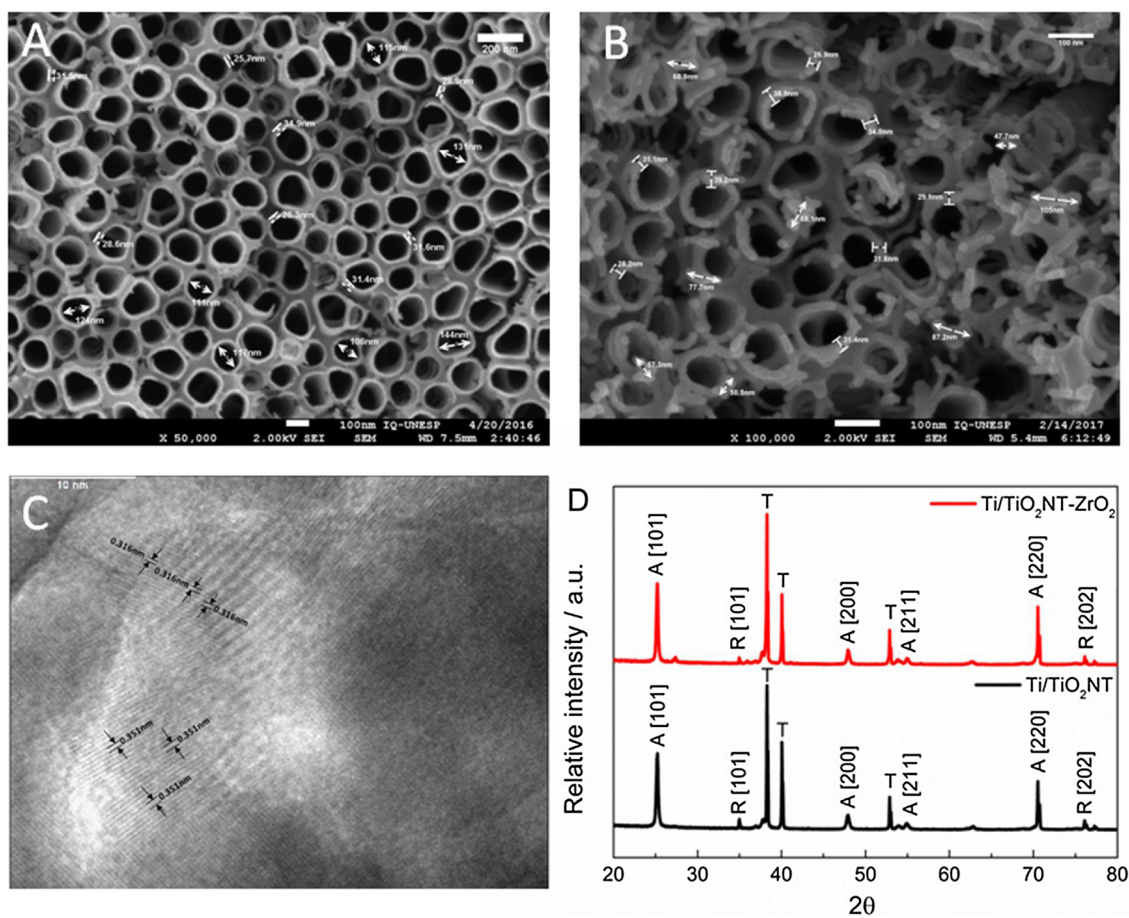 A
200 nm
115nm
25.7nm
31.5nm
28.9nm
34.9nm
131nm
26.3nm
28.6nm
31.6nm
31.4nm
111nm
124nm
144nm
106nm
117nm
100nm IQ-UNESP 4/20/2016
X 50,000 2.00kV SEI SEM WD 7.5mm 2:40:46
B
100 nm
26.9nm
68.9nm
38.9nm
34.0nm
47.7nm
31.1nm
39.2nm
29.9nm
105nm
68.1nm
31.8nm
28.2nm
77.7nm
87.2nm
31.4nm
57.3nm
50.5nm
100nm IQ-UNESP 2/14/2017
X 100,000 2.00kV SEI SEM WD 5.4mm 6:12:49
C
10 nm
0.316nm
0.316nm
0.316nm
0.351nm
0.351nm
0.351nm
D
Relative intensity / a.u.
Ti/TiO₂NT-ZrO₂
A [101]
R [101]
T
T
A [200]
T
A [211]
A [220]
R [202]
Ti/TiO₂NT
A [101]
R [101]
T
T
A [200]
T
A [211]
A [220]
R [202]
20 30 40 50 60 70 80
2θ